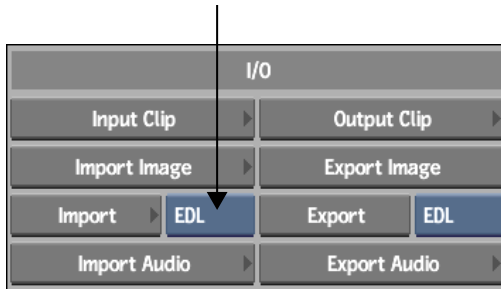 I/O
Input Clip Output Clip
Import Image Export Image
Import EDL Export EDL
Import Audio Export Audio